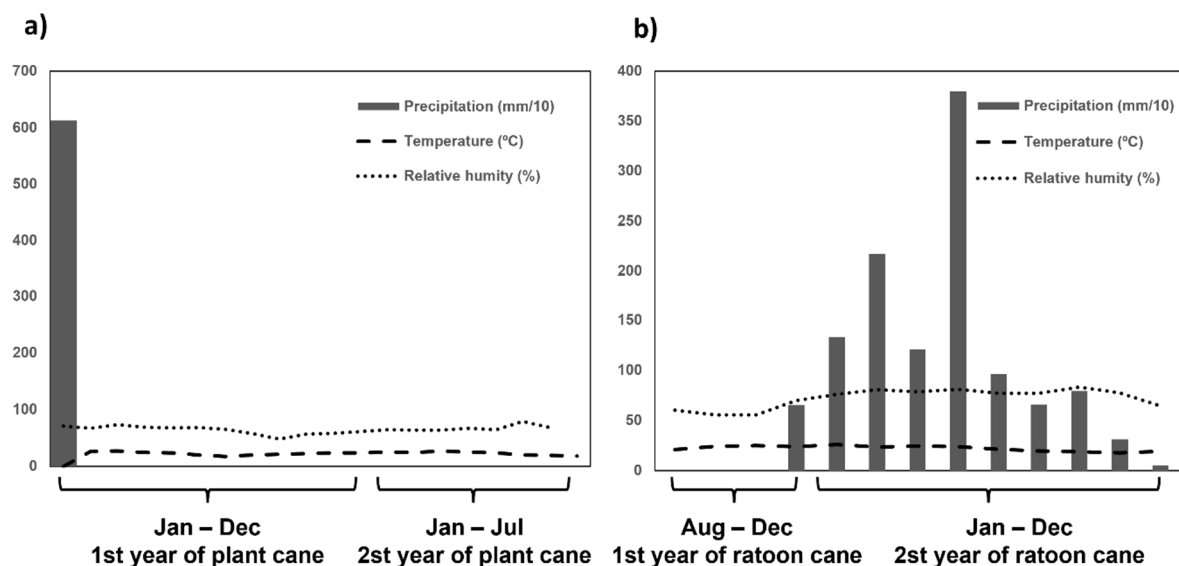 a)
700
600
500
400
300
200
100
0
Precipitation (mm/10)
Temperature (ºC)
Relative humity (%)
Jan – Dec
1st year of plant cane
Jan – Jul
2st year of plant cane
b)
400
350
300
250
200
150
100
50
0
Precipitation (mm/10)
Temperature (ºC)
Relative humity (%)
Aug – Dec
1st year of ratoon cane
Jan – Dec
2st year of ratoon cane